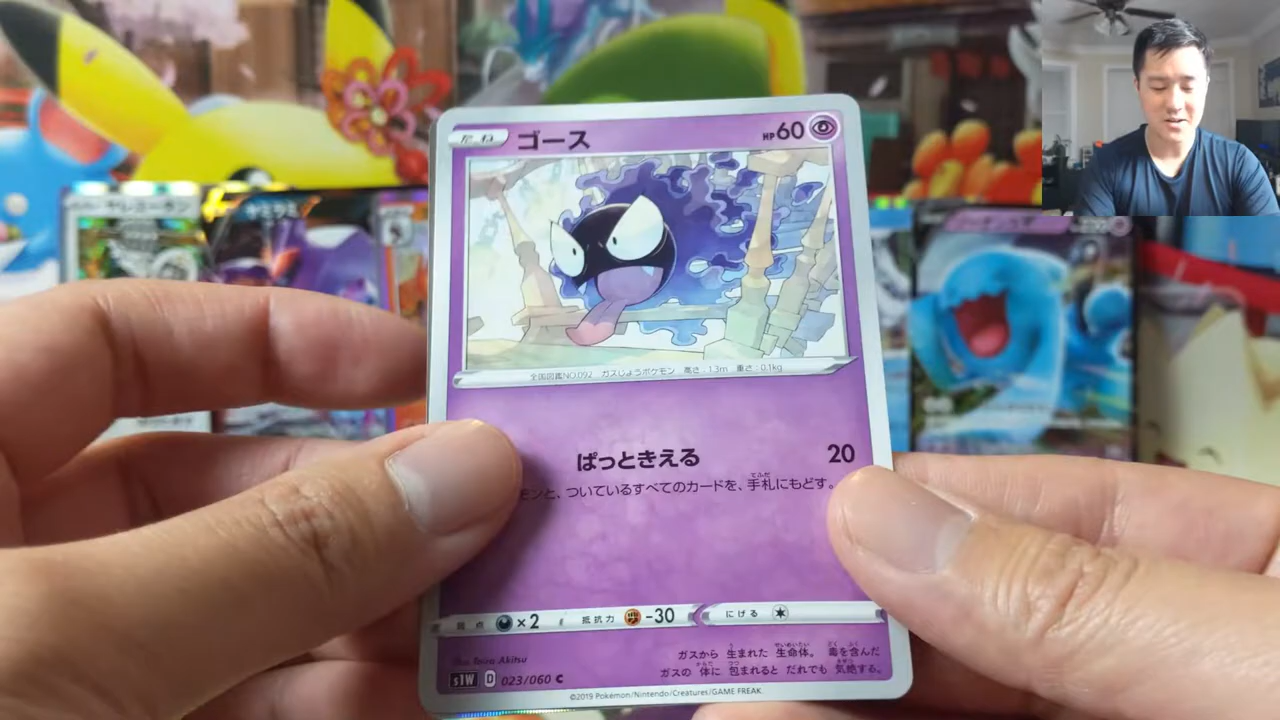 たね ゴース HP60
全国図鑑NO.092 ガスじょうポケモン 高さ：1.3m 重さ：0.1kg
ぱっときえる 20
モンと、ついているすべてのカードを、手札にもどす。
弱点 ×2 抵抗力 -30 にげる
ガスから 生まれた 生命体。 毒を含んだ
ガスの 体に 包まれると だれでも 気絶する。
Akitsu
s1W D 023/060 C
©2019 Pokémon/Nintendo/Creatures/GAME FREAK.